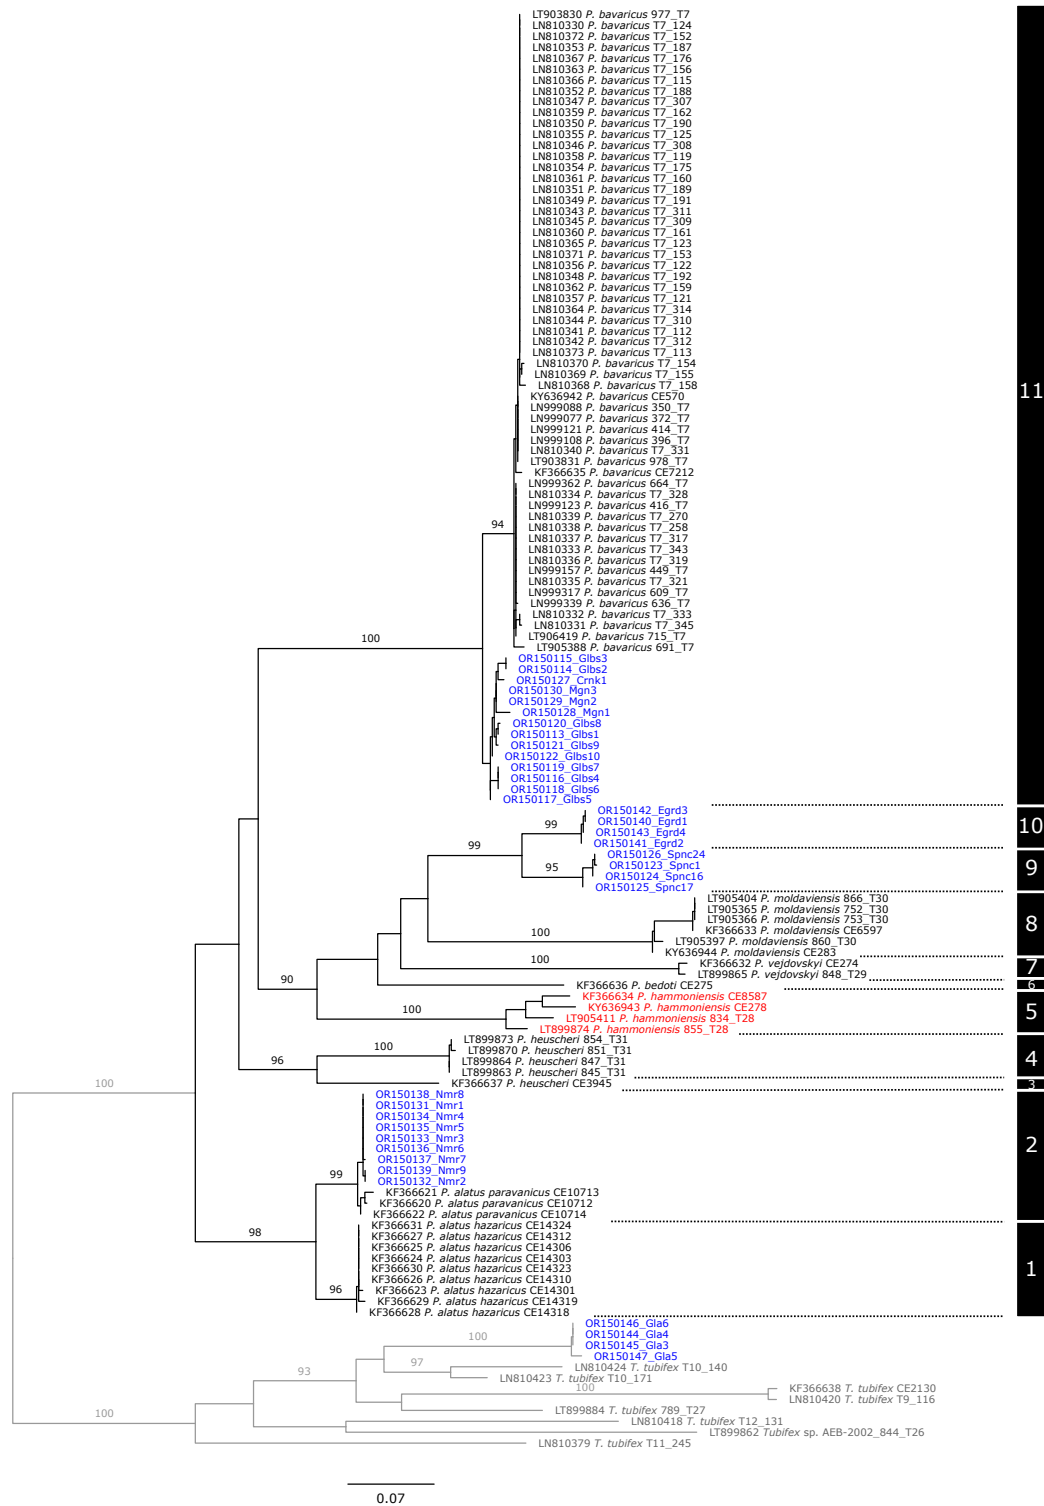 LT903830 P. bavaricus 977_T7
LN810330 P. bavaricus T7_124
LN810372 P. bavaricus T7_152
LN810353 P. bavaricus T7_187
LN810367 P. bavaricus T7_176
LN810363 P. bavaricus T7_156
LN810366 P. bavaricus T7_115
LN810352 P. bavaricus T7_188
LN810347 P. bavaricus T7_307
LN810359 P. bavaricus T7_162
LN810350 P. bavaricus T7_190
LN810355 P. bavaricus T7_125
LN810346 P. bavaricus T7_308
LN810358 P. bavaricus T7_119
LN810354 P. bavaricus T7_175
LN810361 P. bavaricus T7_160
LN810351 P. bavaricus T7_189
LN810349 P. bavaricus T7_191
LN810343 P. bavaricus T7_311
LN810345 P. bavaricus T7_309
LN810360 P. bavaricus T7_161
LN810365 P. bavaricus T7_123
LN810371 P. bavaricus T7_153
LN810356 P. bavaricus T7_122
LN810348 P. bavaricus T7_192
LN810362 P. bavaricus T7_159
LN810357 P. bavaricus T7_121
LN810364 P. bavaricus T7_314
LN810344 P. bavaricus T7_310
LN810341 P. bavaricus T7_112
LN810342 P. bavaricus T7_312
LN810373 P. bavaricus T7_113
LN810370 P. bavaricus T7_154
LN810369 P. bavaricus T7_155
LN810368 P. bavaricus T7_158
KY636942 P. bavaricus CE570
11
LN999088 P. bavaricus 350_T7
LN999077 P. bavaricus 372_T7
LN999121 P. bavaricus 414_T7
LN999108 P. bavaricus 396_T7
LN810340 P. bavaricus T7_331
LT903831 P. bavaricus 978_T7
KF366635 P. bavaricus CE7212
LN999362 P. bavaricus 664_T7
LN810334 P. bavaricus T7_328
LN999123 P. bavaricus 416_T7
LN810339 P. bavaricus T7_270
94
LN810338 P. bavaricus T7_258
LN810337 P. bavaricus T7_317
LN810333 P. bavaricus T7_343
LN810336 P. bavaricus T7_319
LN999157 P. bavaricus 449_T7
LN810335 P. bavaricus T7_321
LN999317 P. bavaricus 609_T7
LN999339 P. bavaricus 636_T7
LN810332 P. bavaricus T7_333
LN810331 P. bavaricus T7_345
LT906419 P. bavaricus 715_T7
100
LT905388 P. bavaricus 691_T7
OR150115_Glbs3
OR150114_Glbs2
OR150127_Crnk1
OR150130_Mgn3
OR150129_Mgn2
OR150128_Mgn1
OR150120_Glbs8
OR150113_Glbs1
OR150121_Glbs9
OR150122_Glbs10
OR150119_Glbs7
OR150116_Glbs4
OR150118_Glbs6
OR150117_Glbs5
OR150142_Egrd3
OR150140_Egrd1
99
10
OR150143_Egrd4
OR150141_Egrd2
99
OR150126_Spnc24
OR150123_Spnc1
95
9
OR150124_Spnc16
OR150125_Spnc17
LT905404 P. moldaviensis 866_T30
LT905365 P. moldaviensis 752_T30
LT905366 P. moldaviensis 753_T30
8
KF366633 P. moldaviensis CE6597
100
LT905397 P. moldaviensis 860_T30
KY636944 P. moldaviensis CE283
KF366632 P. vejdovskyi CE274
100
7
LT899865 P. vejdovskyi 848_T29
90
KF366636 P. bedoti CE275
6
KF366634 P. hammoniensis CE8587
KY636943 P. hammoniensis CE278
100
5
LT905411 P. hammoniensis 834_T28
LT899874 P. hammoniensis 855_T28
LT899873 P. heuscheri 854_T31
100
LT899870 P. heuscheri 851_T31
96
4
LT899864 P. heuscheri 847_T31
LT899863 P. heuscheri 845_T31
KF366637 P. heuscheri CE3945
3
100
OR150138_Nmr8
OR150131_Nmr1
OR150134_Nmr4
OR150135_Nmr5
OR150133_Nmr3
2
OR150136_Nmr6
OR150137_Nmr7
99
OR150139_Nmr9
OR150132_Nmr2
KF366621 P. alatus paravanicus CE10713
KF366620 P. alatus paravanicus CE10712
KF366622 P. alatus paravanicus CE10714
KF366631 P. alatus hazaricus CE14324
98
KF366627 P. alatus hazaricus CE14312
KF366625 P. alatus hazaricus CE14306
KF366624 P. alatus hazaricus CE14303
1
KF366630 P. alatus hazaricus CE14323
KF366626 P. alatus hazaricus CE14310
96
KF366623 P. alatus hazaricus CE14301
KF366629 P. alatus hazaricus CE14319
KF366628 P. alatus hazaricus CE14318
OR150146_Gla6
OR150144_Gla4
100
OR150145_Gla3
OR150147_Gla5
97
LN810424 T. tubifex T10_140
93
LN810423 T. tubifex T10_171
100
KF366638 T. tubifex CE2130
LN810420 T. tubifex T9_116
LT899884 T. tubifex 789_T27
100
LN810418 T. tubifex T12_131
LT899862 Tubifex sp. AEB-2002_844_T26
LN810379 T. tubifex T11_245
0.07